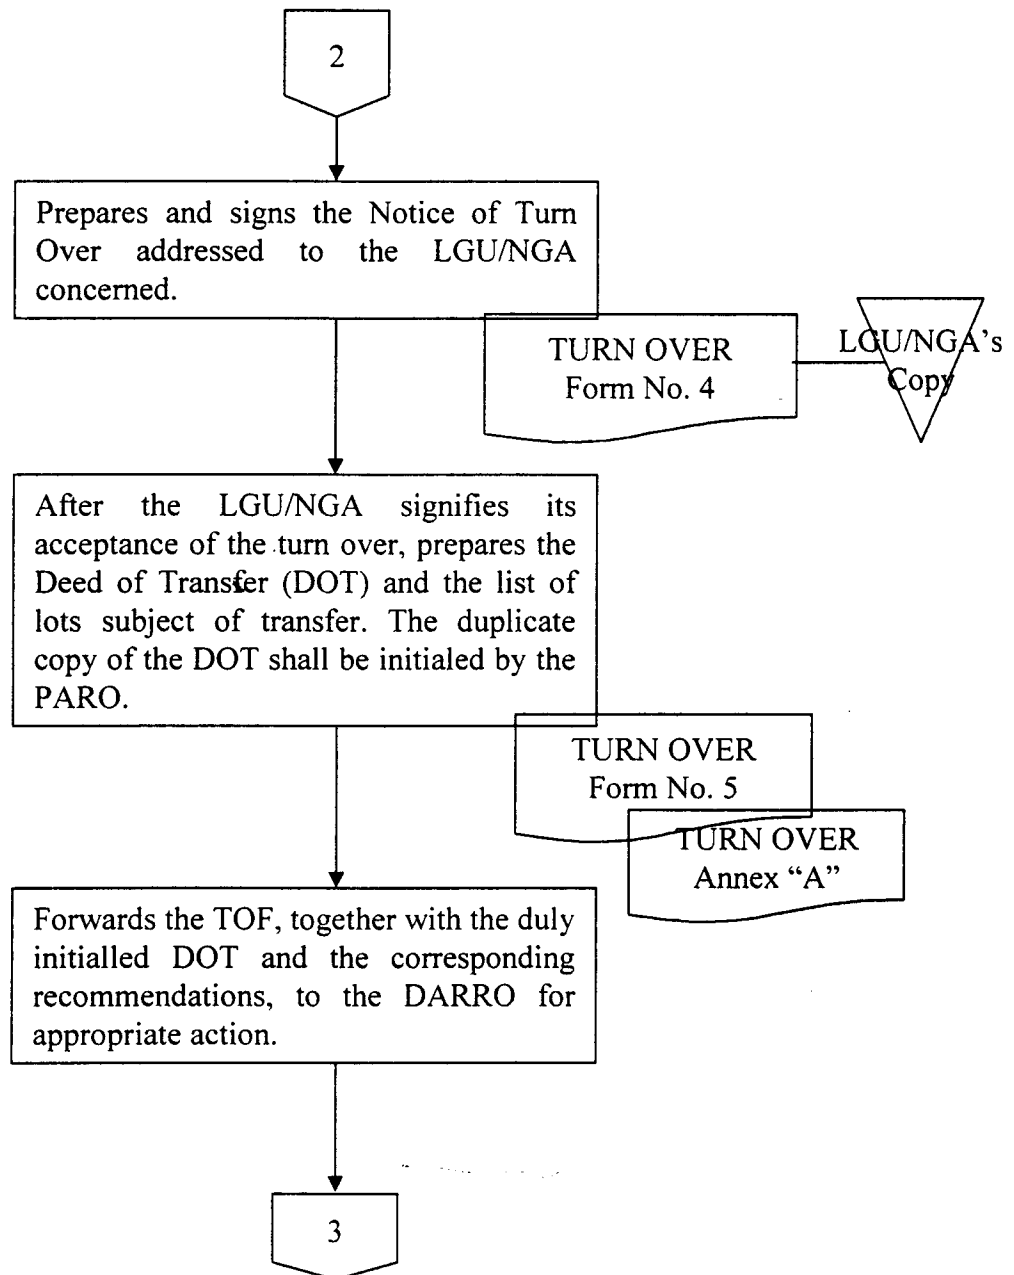 2
Prepares and signs the Notice of Turn
Over addressed to the LGU/NGA
concerned.
TURN OVER
Form No. 4
LGU/NGA's
Copy
After the LGU/NGA signifies its
acceptance of the turn over, prepares the
Deed of Transfer (DOT) and the list of
lots subject of transfer. The duplicate
copy of the DOT shall be initialed by the
PARO.
TURN OVER
Form No. 5
TURN OVER
Annex “A”
Forwards the TOF, together with the duly
initialled DOT and the corresponding
recommendations, to the DARRO for
appropriate action.
3